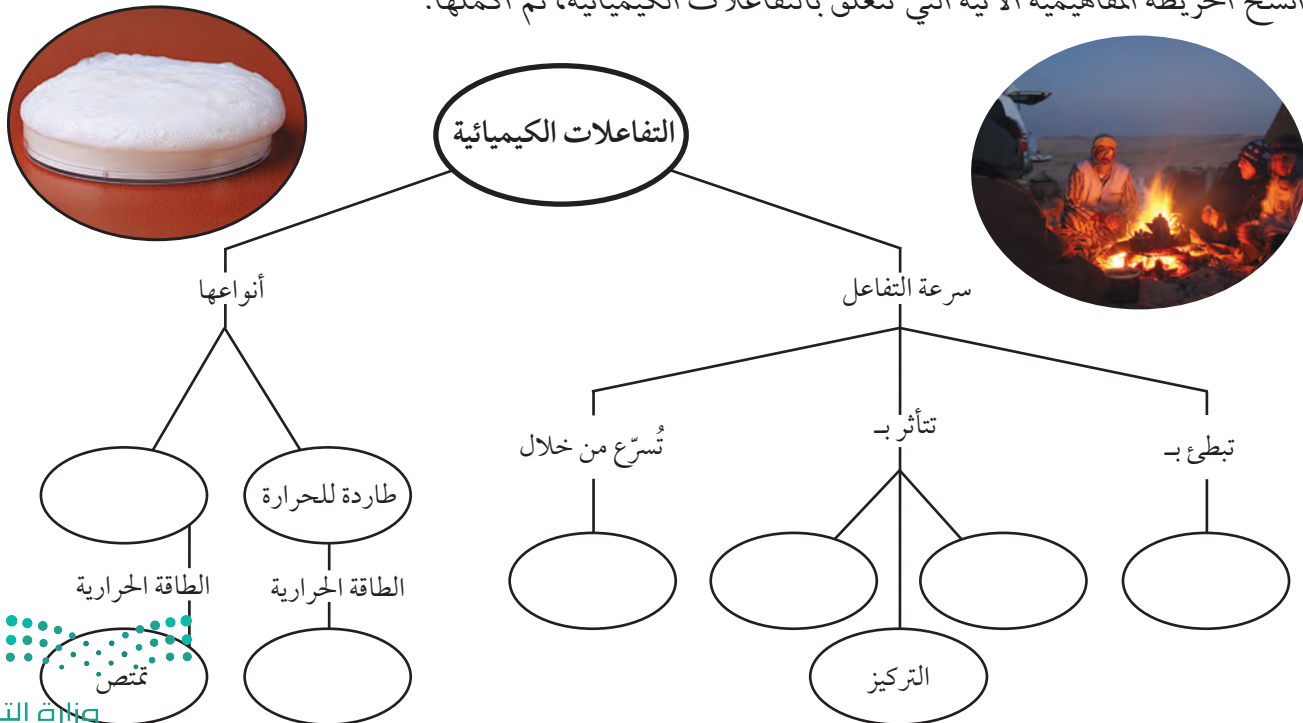 انسخ الخريطة المفاهيمية الآتية التي تتعلق بالتفاعلات الكيميائية، ثم أكملها:
التفاعلات الكيميائية
سرعة التفاعل
أنواعها
تبطئ بـ
تتأثر بـ
تُسرّع من خلال
طاردة للحرارة
الطاقة الحرارية
الطاقة الحرارية
التركيز
تمتص
وزارة